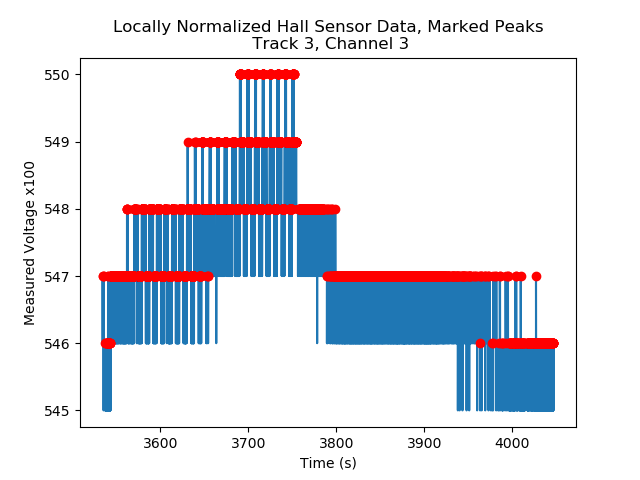 Locally Normalized Hall Sensor Data, Marked Peaks
Track 3, Channel 3
550
549
548
547
546
545
Measured Voltage x100
3600 3700 3800 3900 4000
Time (s)